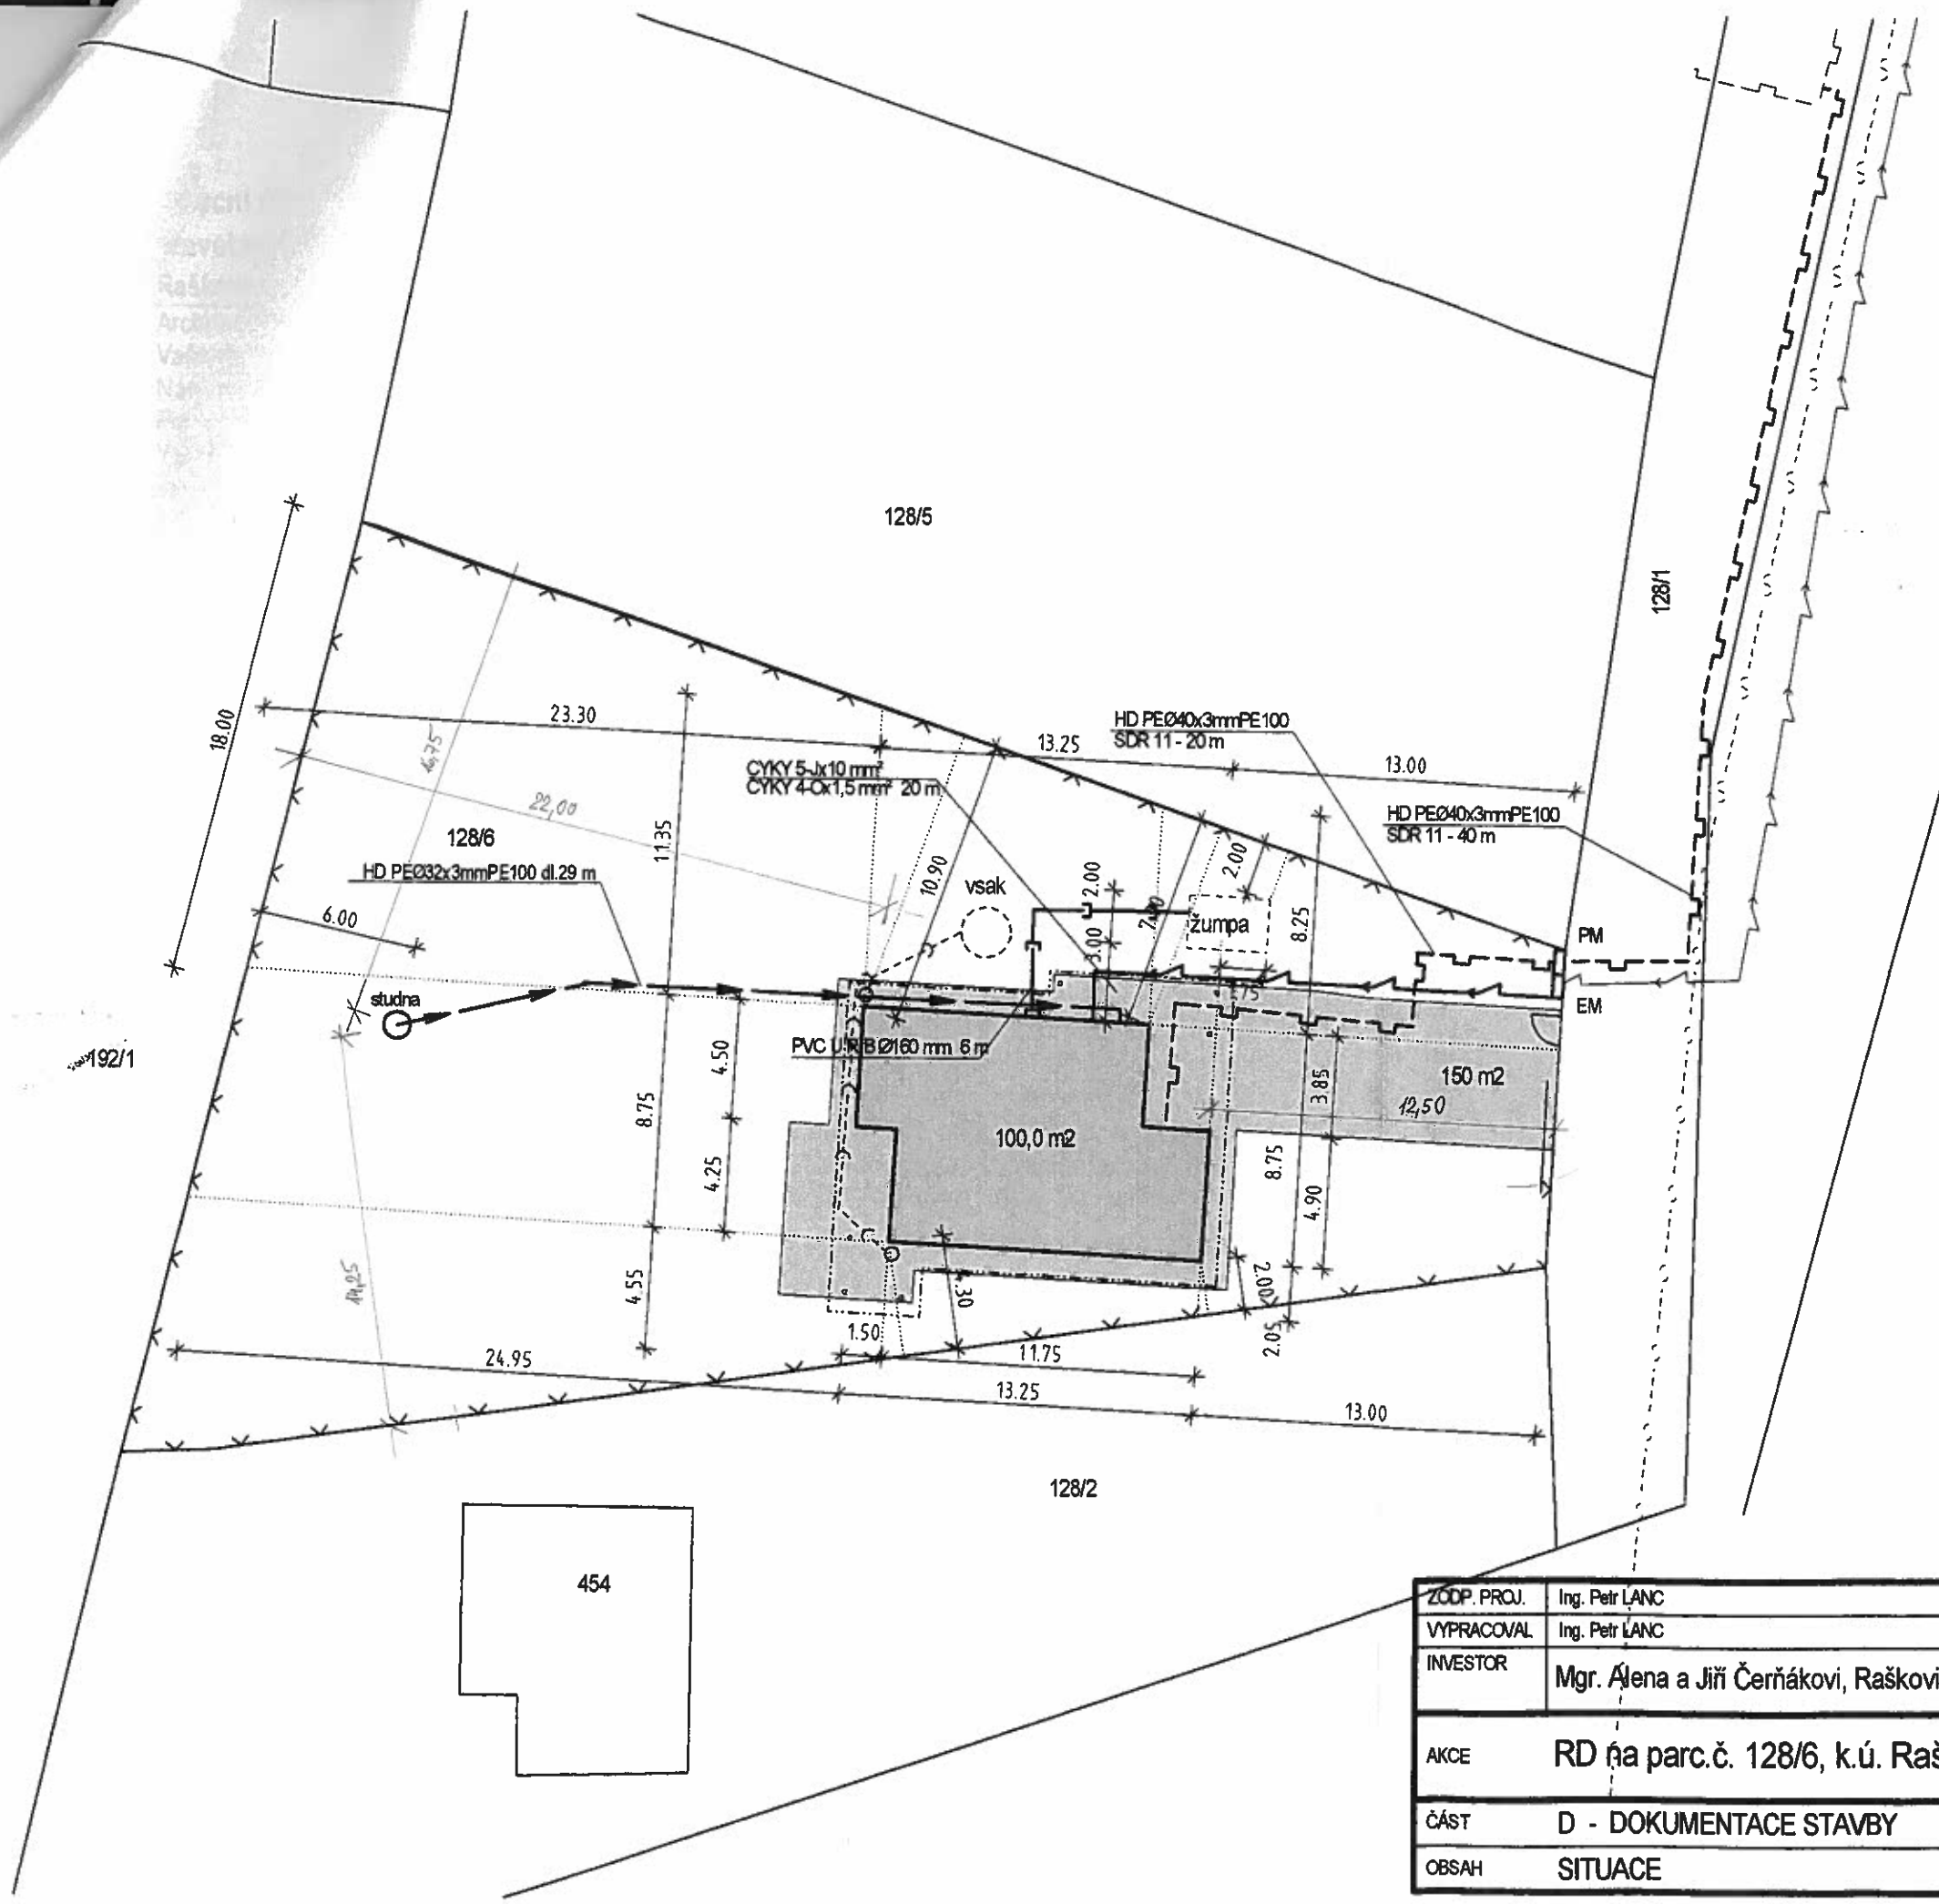 128/5
128/1
18.00
23.30
16,75
22,00
128/6
HD PEØ32x3mmPE100 dl.29 m
6.00
11.35
CYKY 5-Jx10 mm²
CYKY 4-Ox1,5 mm² 20 m
13.25
HD PEØ40x3mmPE100
SDR 11 - 20 m
13.00
HD PEØ40x3mmPE100
SDR 11 - 40 m
10.90
vsak
2.00
3.00
2.00
žumpa
8.25
PM
EM
studna
192/1
PVC U RB Ø160 mm 6 m
4.50
8.75
4.25
4.55
14,25
100,0 m2
150 m2
3.85
12,50
8.75
4.90
2.00
2.05
1.50
11.75
24.95
13.25
13.00
128/2
454
ZODP. PROJ. Ing. Petr LANC
VYPRACOVAL Ing. Petr LANC
INVESTOR Mgr. Alena a Jiří Čerňákovi, Raškovi
AKCE RD na parc.č. 128/6, k.ú. Raš
ČÁST D - DOKUMENTACE STAVBY
OBSAH SITUACE